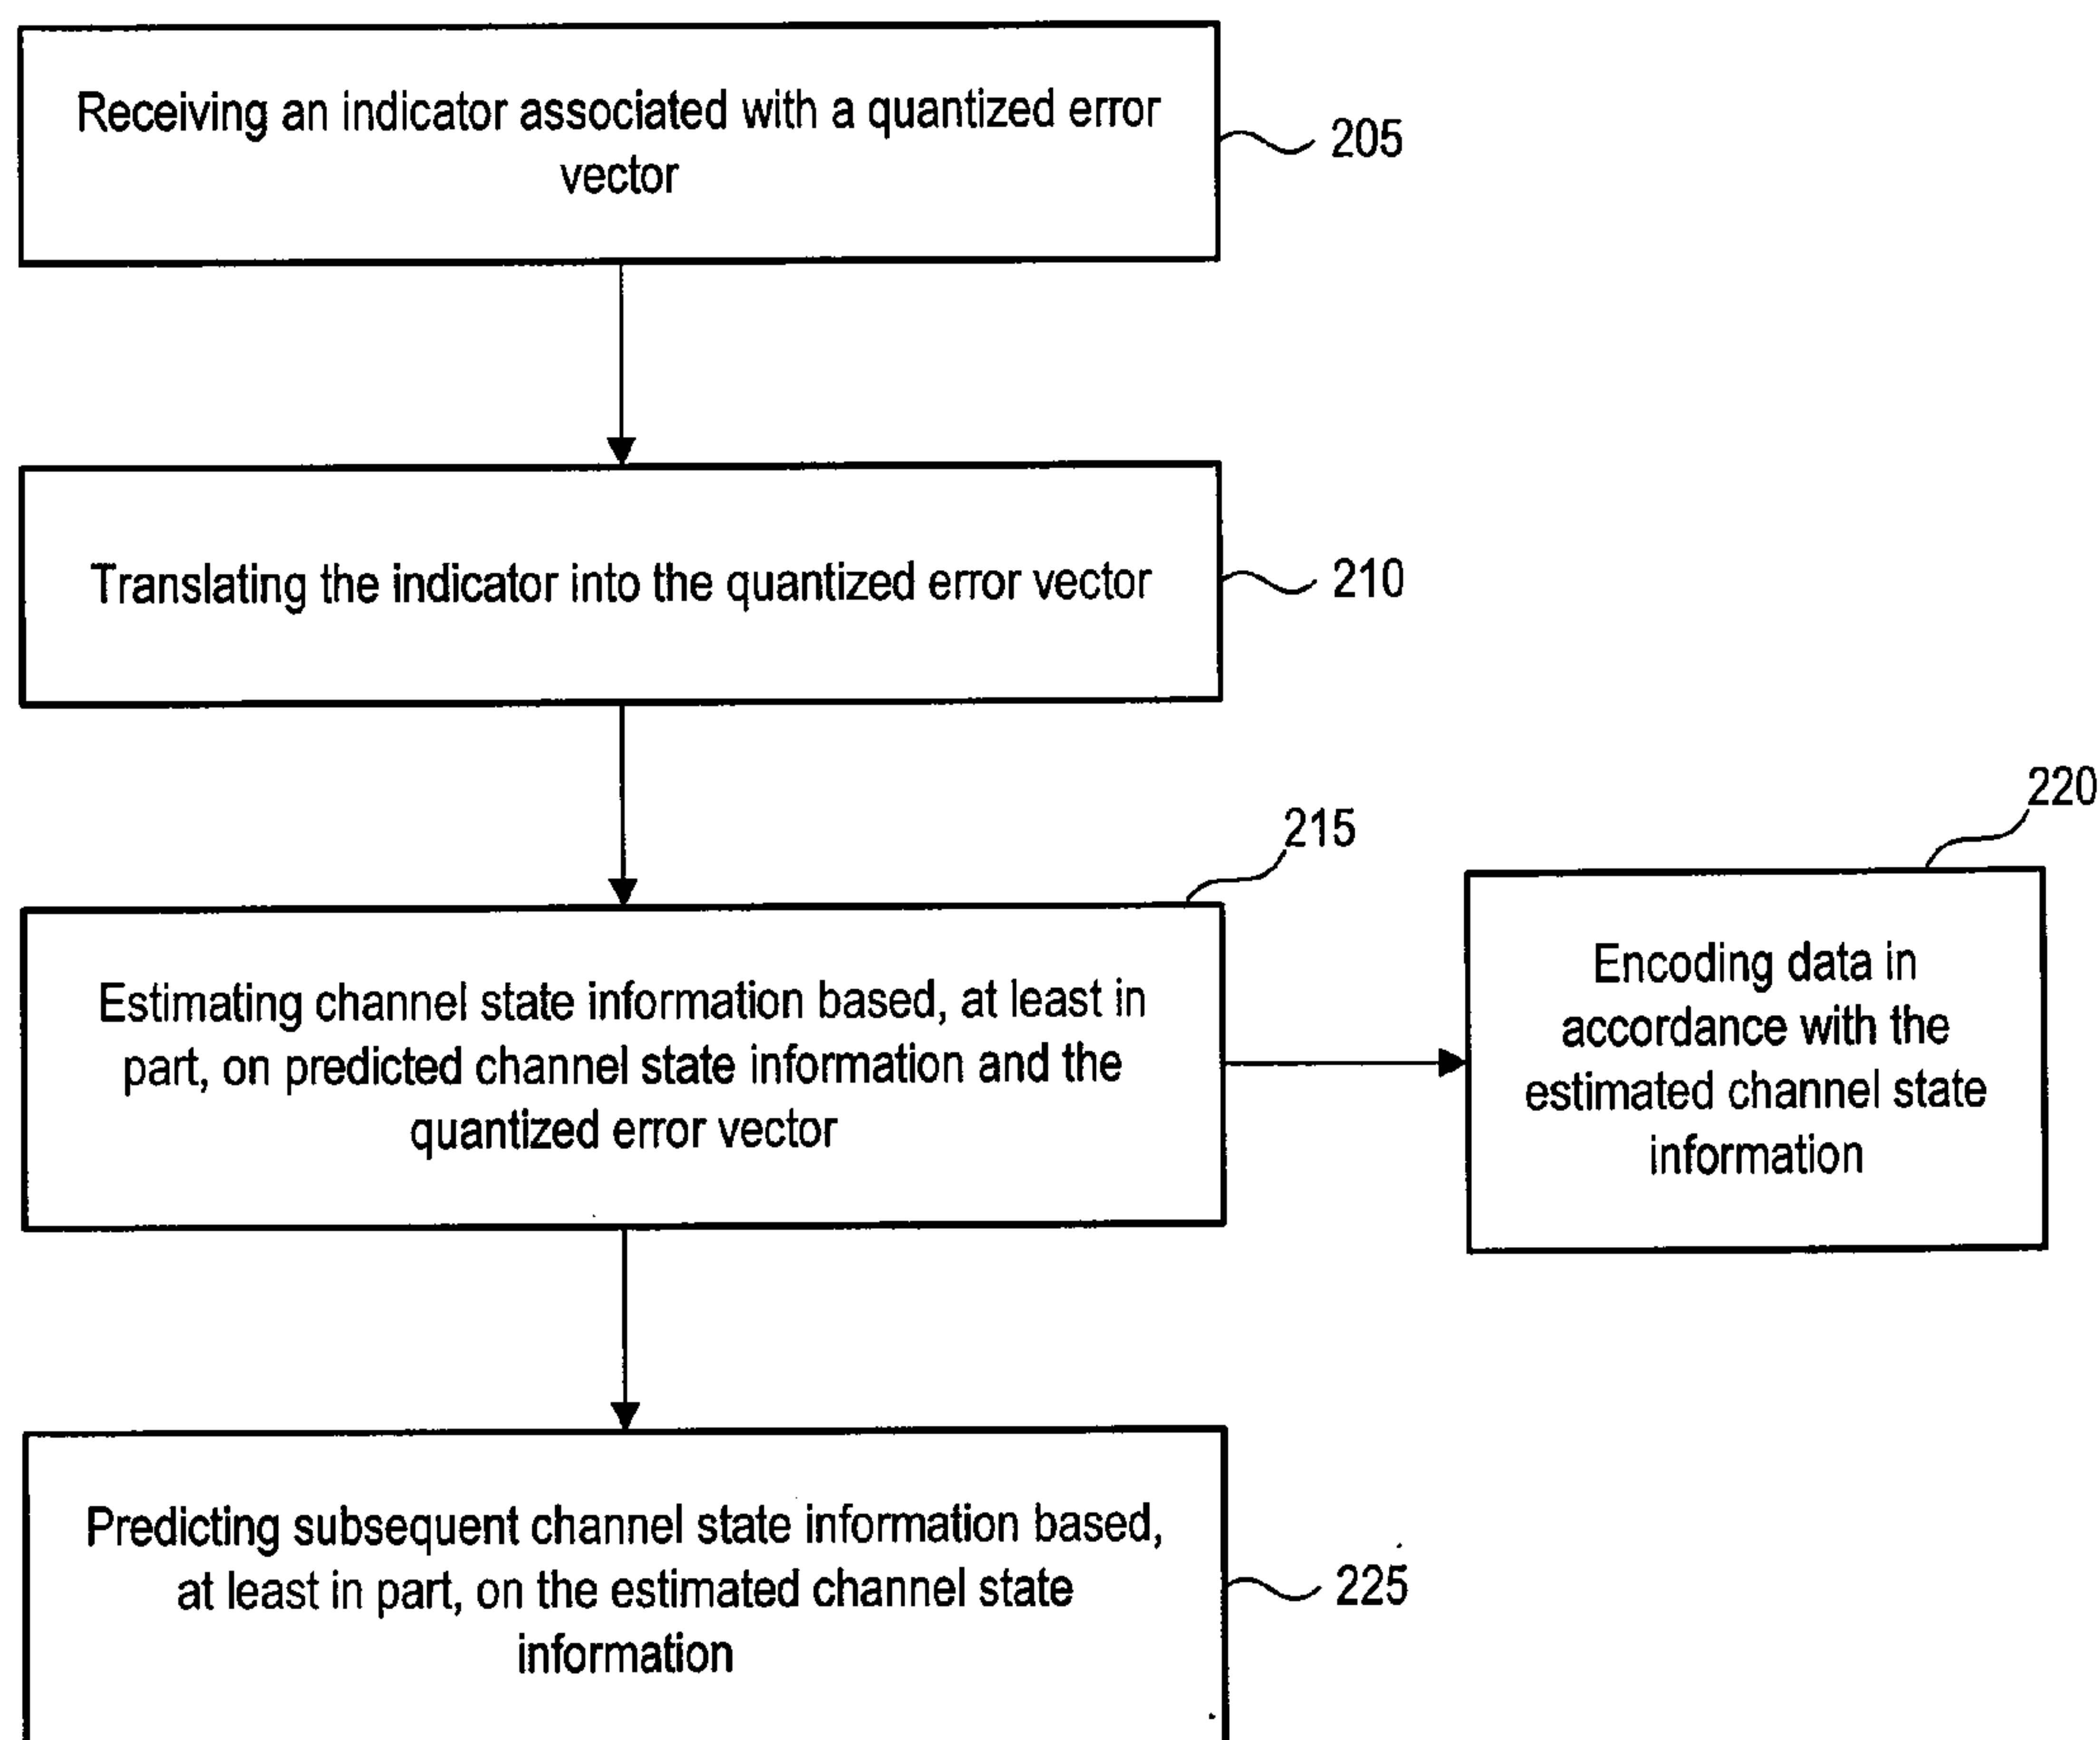 Receiving an indicator associated with a quantized error
vector
205
Translating the indicator into the quantized error vector
210
215
220
Estimating channel state information based, at least in
part, on predicted channel state information and the
quantized error vector
Encoding data in
accordance with the
estimated channel state
information
Predicting subsequent channel state information based,
at least in part, on the estimated channel state
information
225